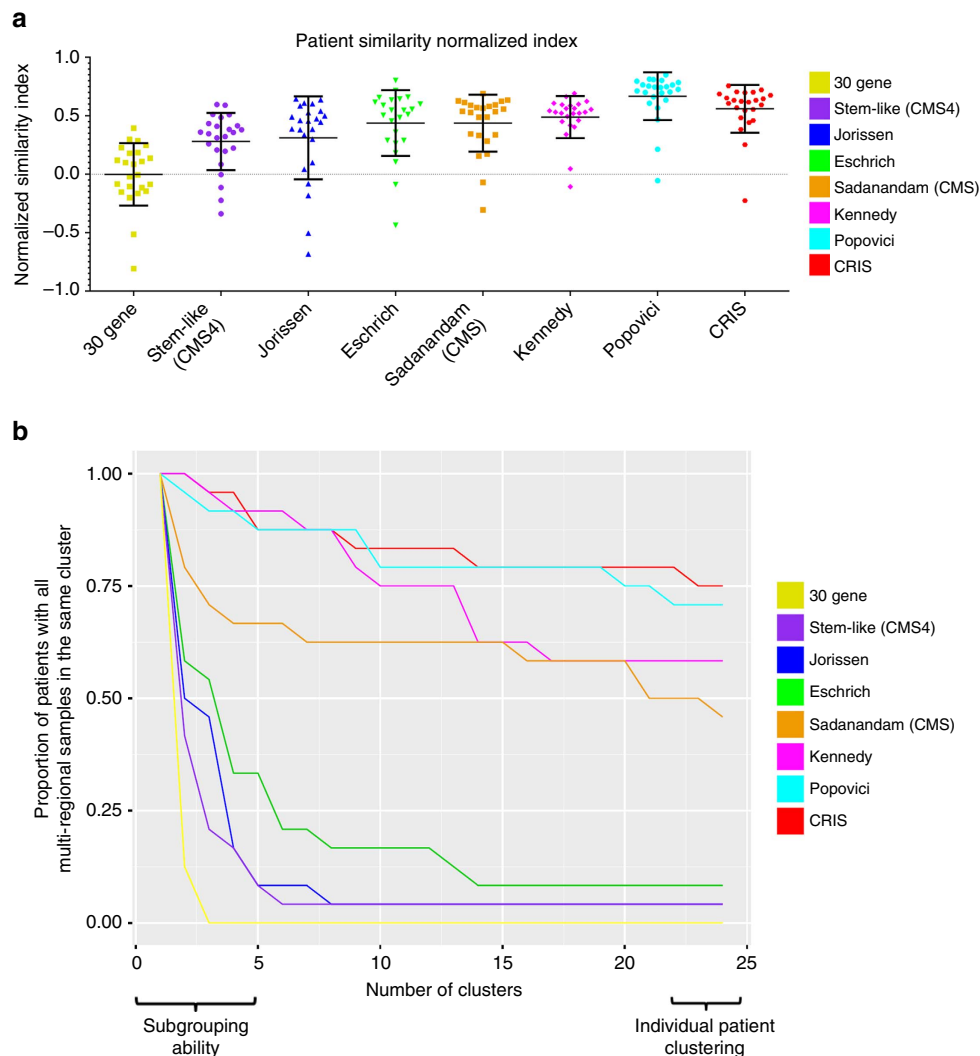 a
Patient similarity normalized index
Normalized similarity index
1.0
0.5
0.0
−0.5
−1.0
30 gene
Stem-like
(CMS4)
Jorissen
Eschrich
Sadanandam
(CMS)
Kennedy
Popovici
CRIS
30 gene
Stem-like (CMS4)
Jorissen
Eschrich
Sadanandam (CMS)
Kennedy
Popovici
CRIS
b
Proportion of patients with all
multi-regional samples in the same cluster
1.00
0.75
0.50
0.25
0.00
0
5
10
15
20
25
Number of clusters
Subgrouping
ability
Individual patient
clustering
30 gene
Stem-like (CMS4)
Jorissen
Eschrich
Sadanandam (CMS)
Kennedy
Popovici
CRIS